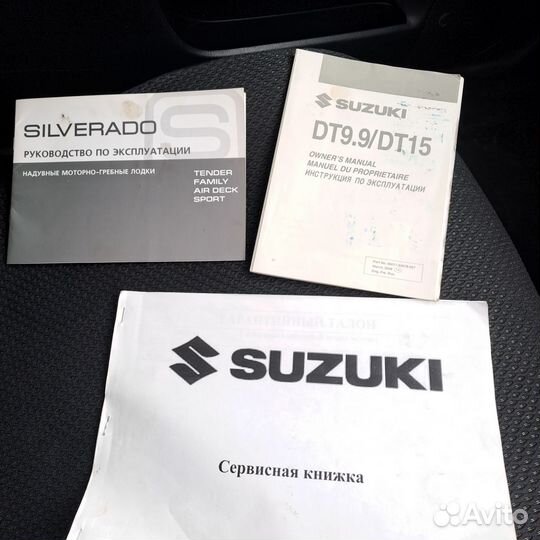 SILVERADO
РУКОВОДСТВО ПО ЭКСПЛУАТАЦИИ
НАДУВНЫЕ МОТОРНО-ГРЕБНЫЕ ЛОДКИ
TENDER
FAMILY
AIR DECK
SPORT
SUZUKI
DT9.9/DT15
OWNER'S MANUAL
MANUEL DU PROPRIETAIRE
ИНСТРУКЦИЯ ПО ЭКСПЛУАТАЦИИ
SUZUKI
Сервисная книжка
Avito